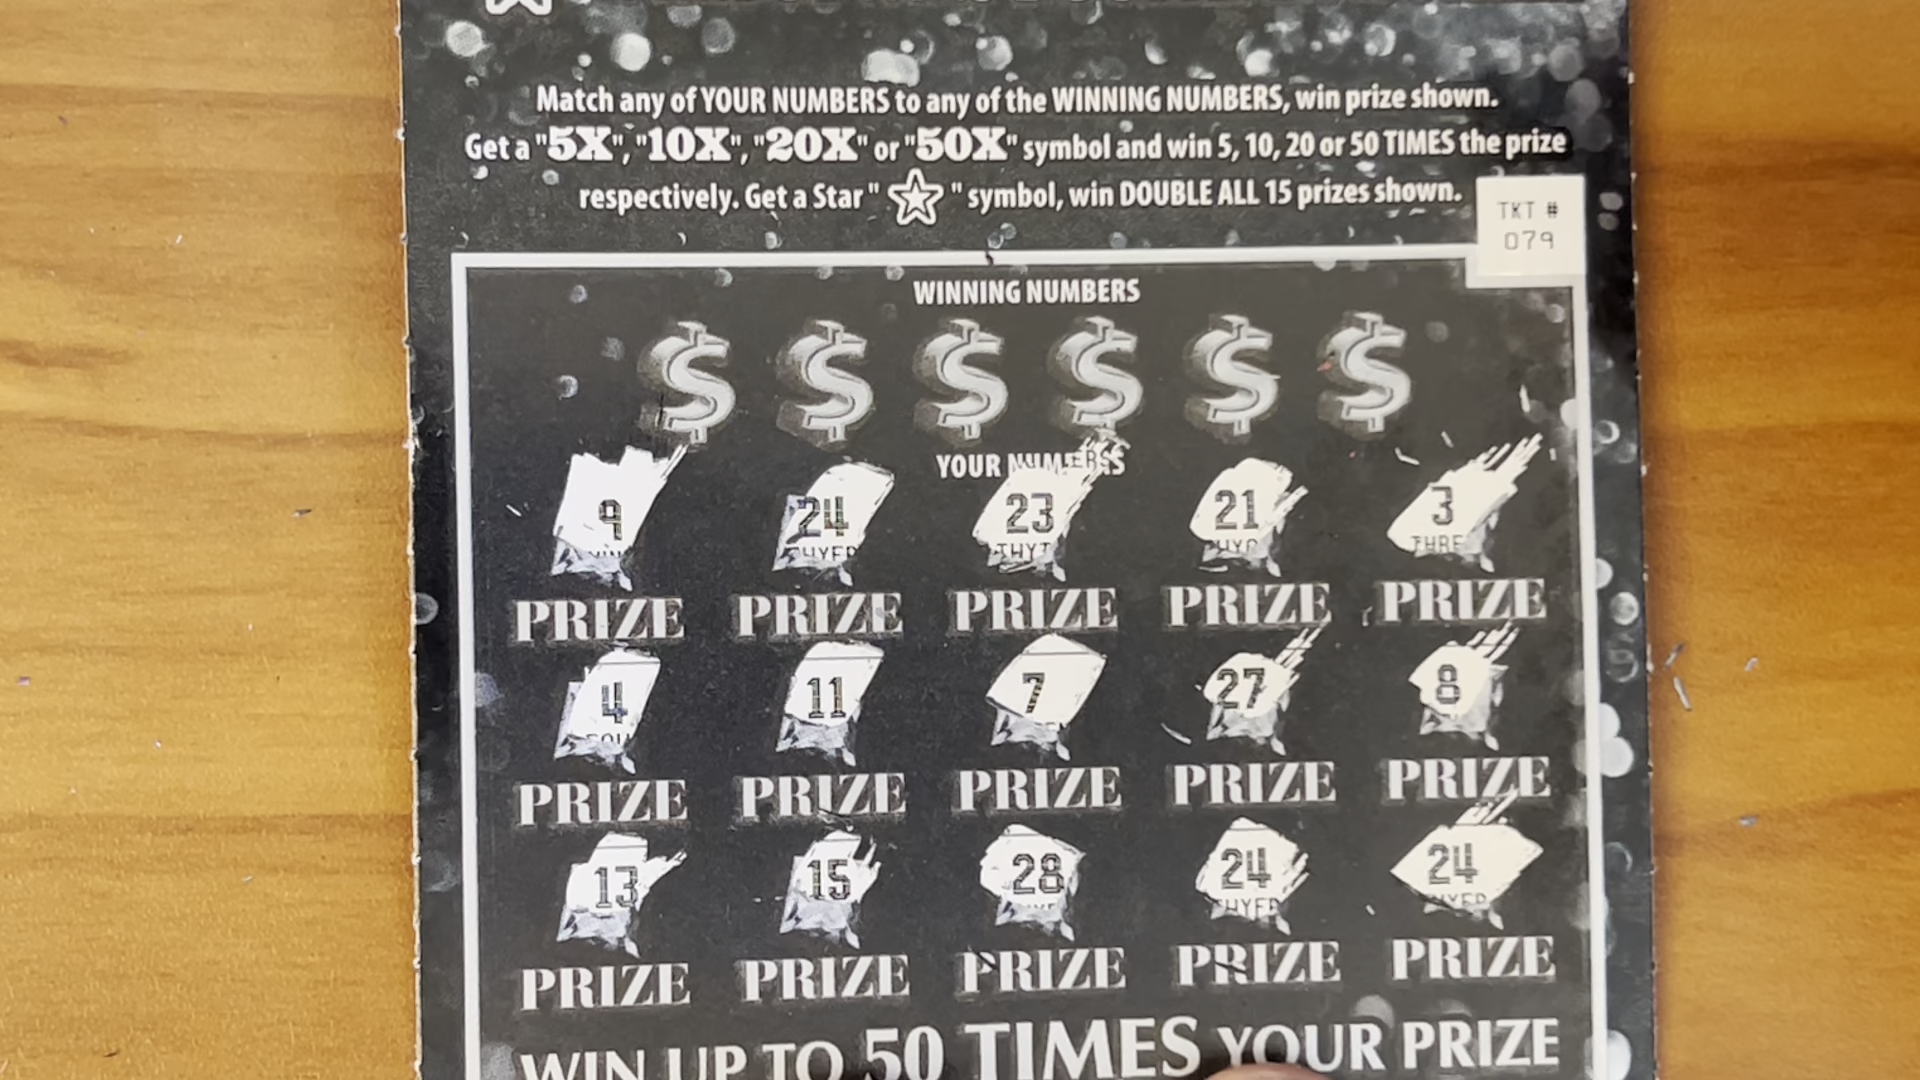 Match any of YOUR NUMBERS to any of the WINNING NUMBERS, win prize shown.
Get a "5X", "10X", "20X" or "50X" symbol and win 5, 10, 20 or 50 TIMES the prize
respectively. Get a Star "☆" symbol, win DOUBLE ALL 15 prizes shown.
TKT #
079
WINNING NUMBERS
$ $ $ $ $ $
YOUR NUMBERS
9 24 23 21 3
THYT THRE
PRIZE PRIZE PRIZE PRIZE PRIZE
4 11 7 27 8
PRIZE PRIZE PRIZE PRIZE PRIZE
13 15 28 24 24
PRIZE PRIZE PRIZE PRIZE PRIZE
WIN UP TO 50 TIMES YOUR PRIZE